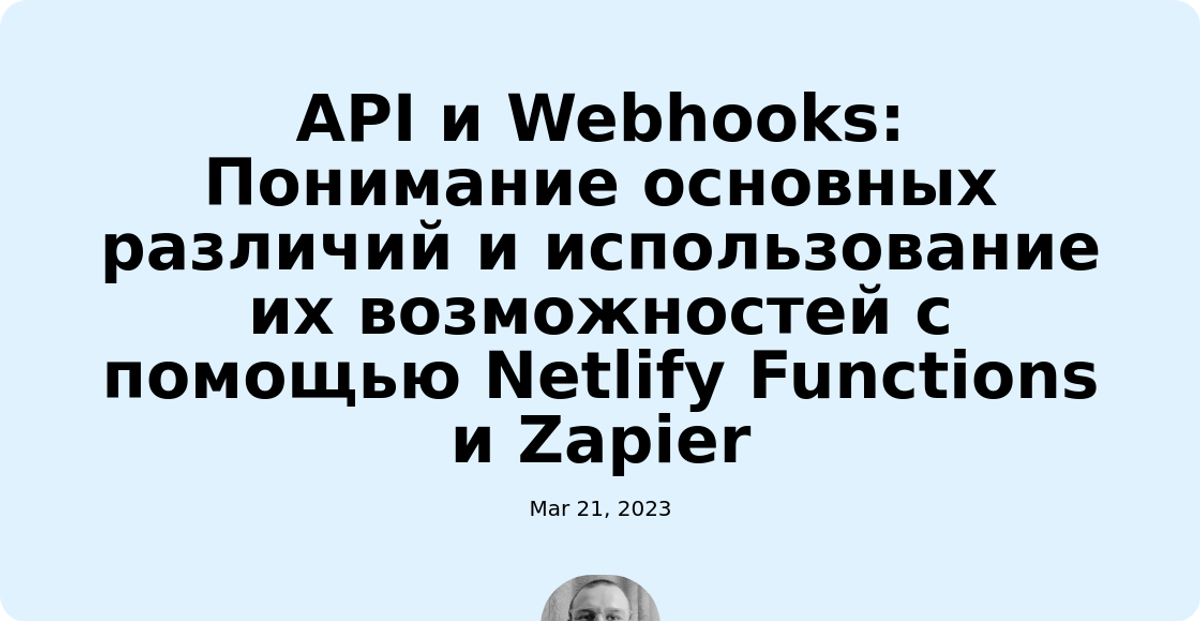 API и Webhooks:
Понимание основных
различий и использование
их возможностей с
помощью Netlify Functions
и Zapier
Mar 21, 2023